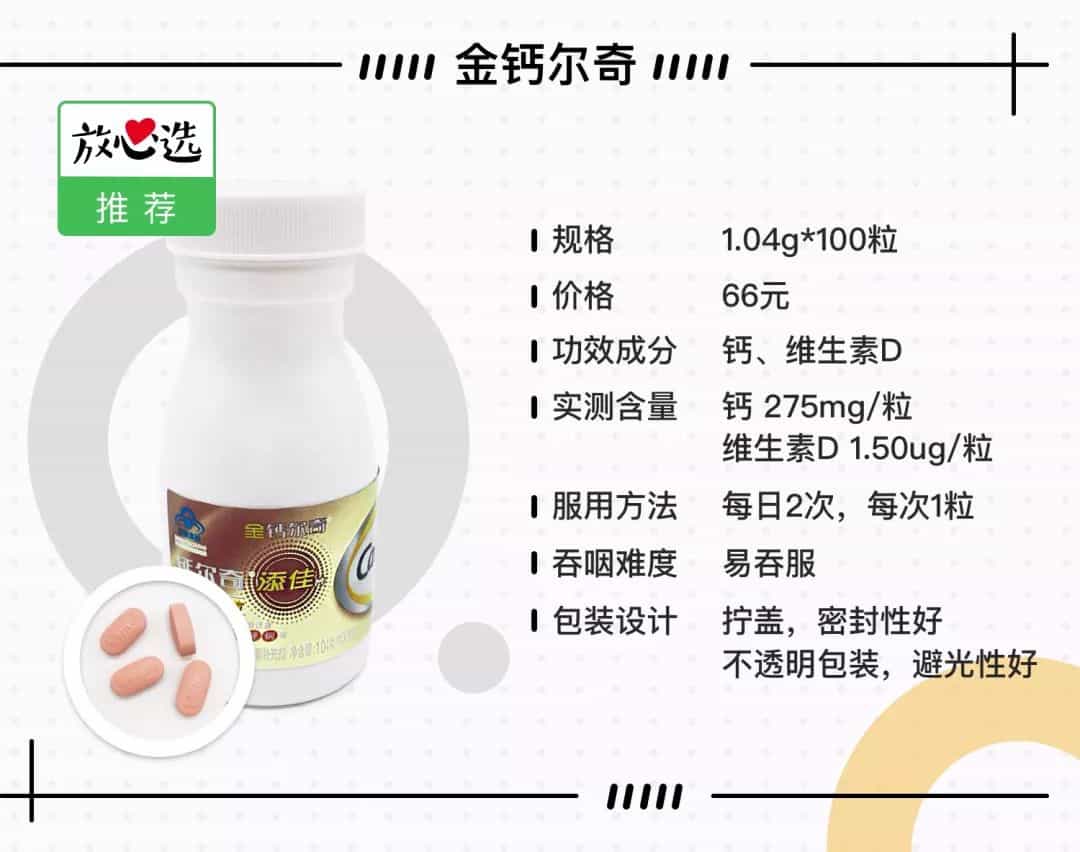 金钙尔奇
放心选
推荐
规格 1.04g*100粒
价格 66元
功效成分 钙、维生素D
实测含量 钙 275mg/粒
维生素D 1.50ug/粒
服用方法 每日2次，每次1粒
吞咽难度 易吞服
包装设计 拧盖，密封性好
不透明包装，避光性好
金钙尔奇
钙尔奇 添佳